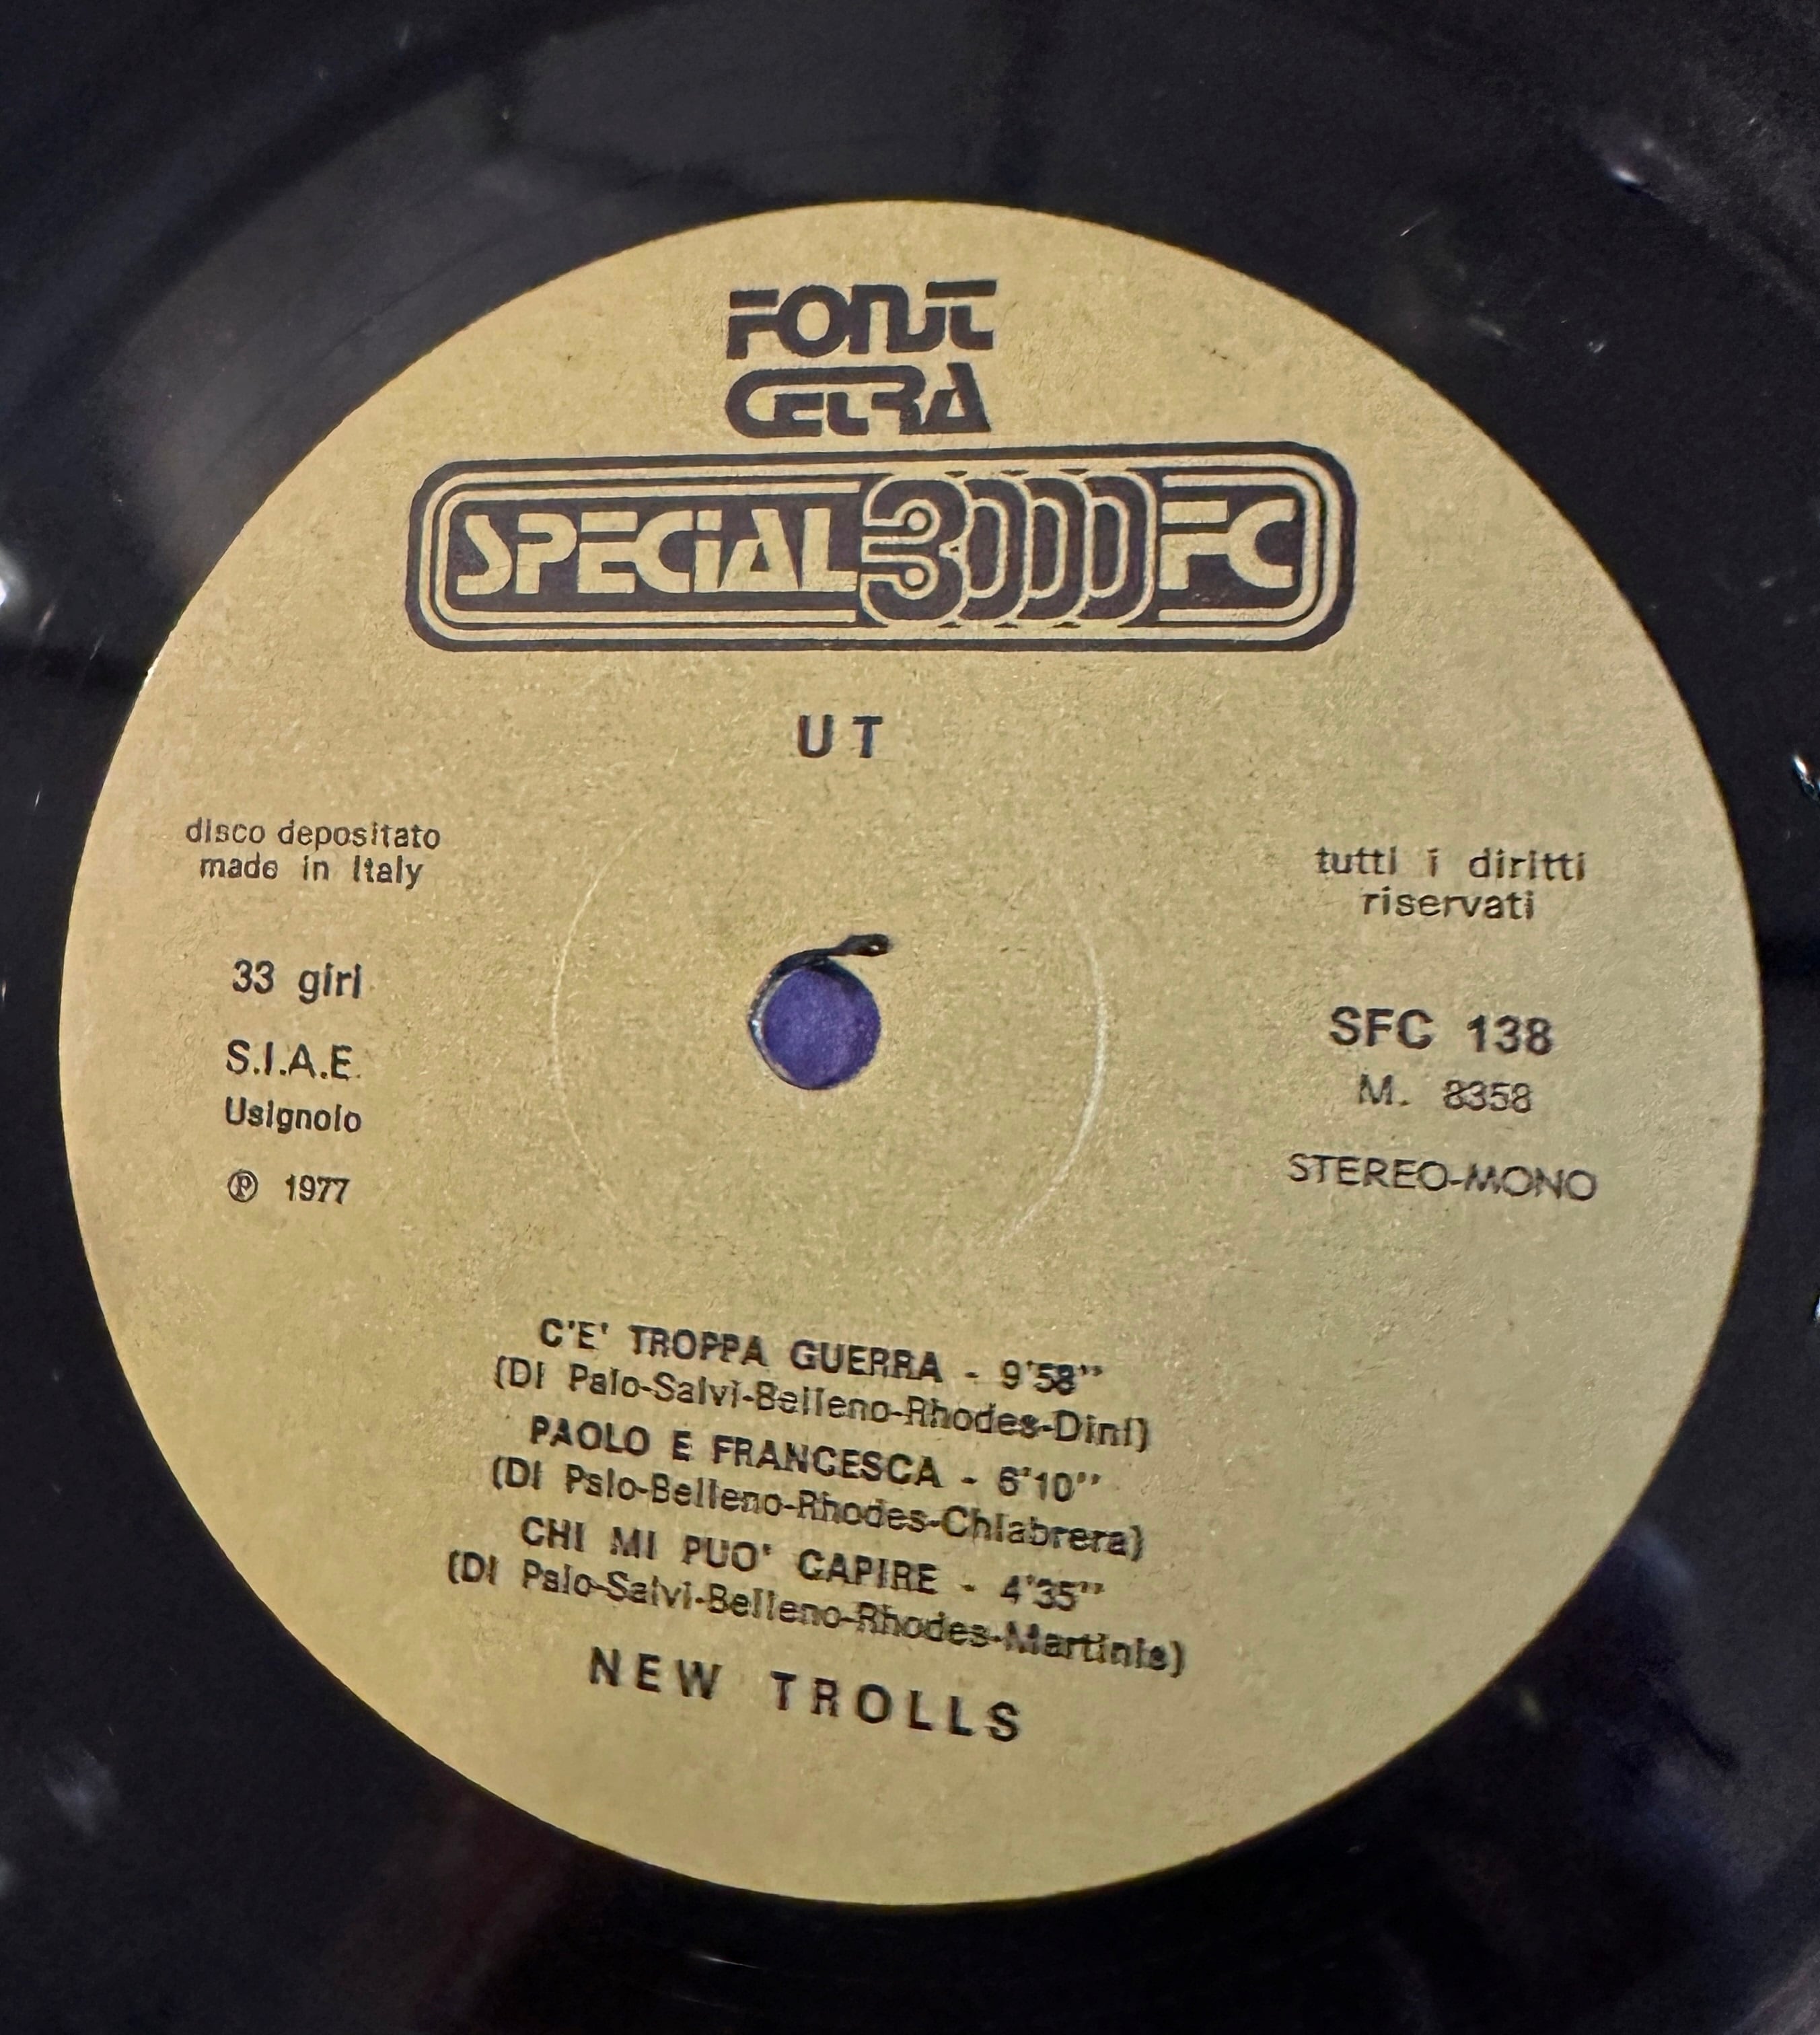 FONIT
CETRA
SPECIAL 3000 FC
UT
disco depositato
made in Italy
33 giri
S.I.A.E.
Usignolo
Ⓟ 1977
tutti i diritti
riservati
SFC 138
M. 8358
STEREO-MONO
C'E' TROPPA GUERRA - 9'58''
(Di Palo-Salvi-Belleno-Rhodes-Dini)
PAOLO E FRANCESCA - 6'10''
(Di Palo-Belleno-Rhodes-Chiabrera)
CHI MI PUO' CAPIRE - 4'35''
(Di Palo-Salvi-Belleno-Rhodes-Martinis)
NEW TROLLS